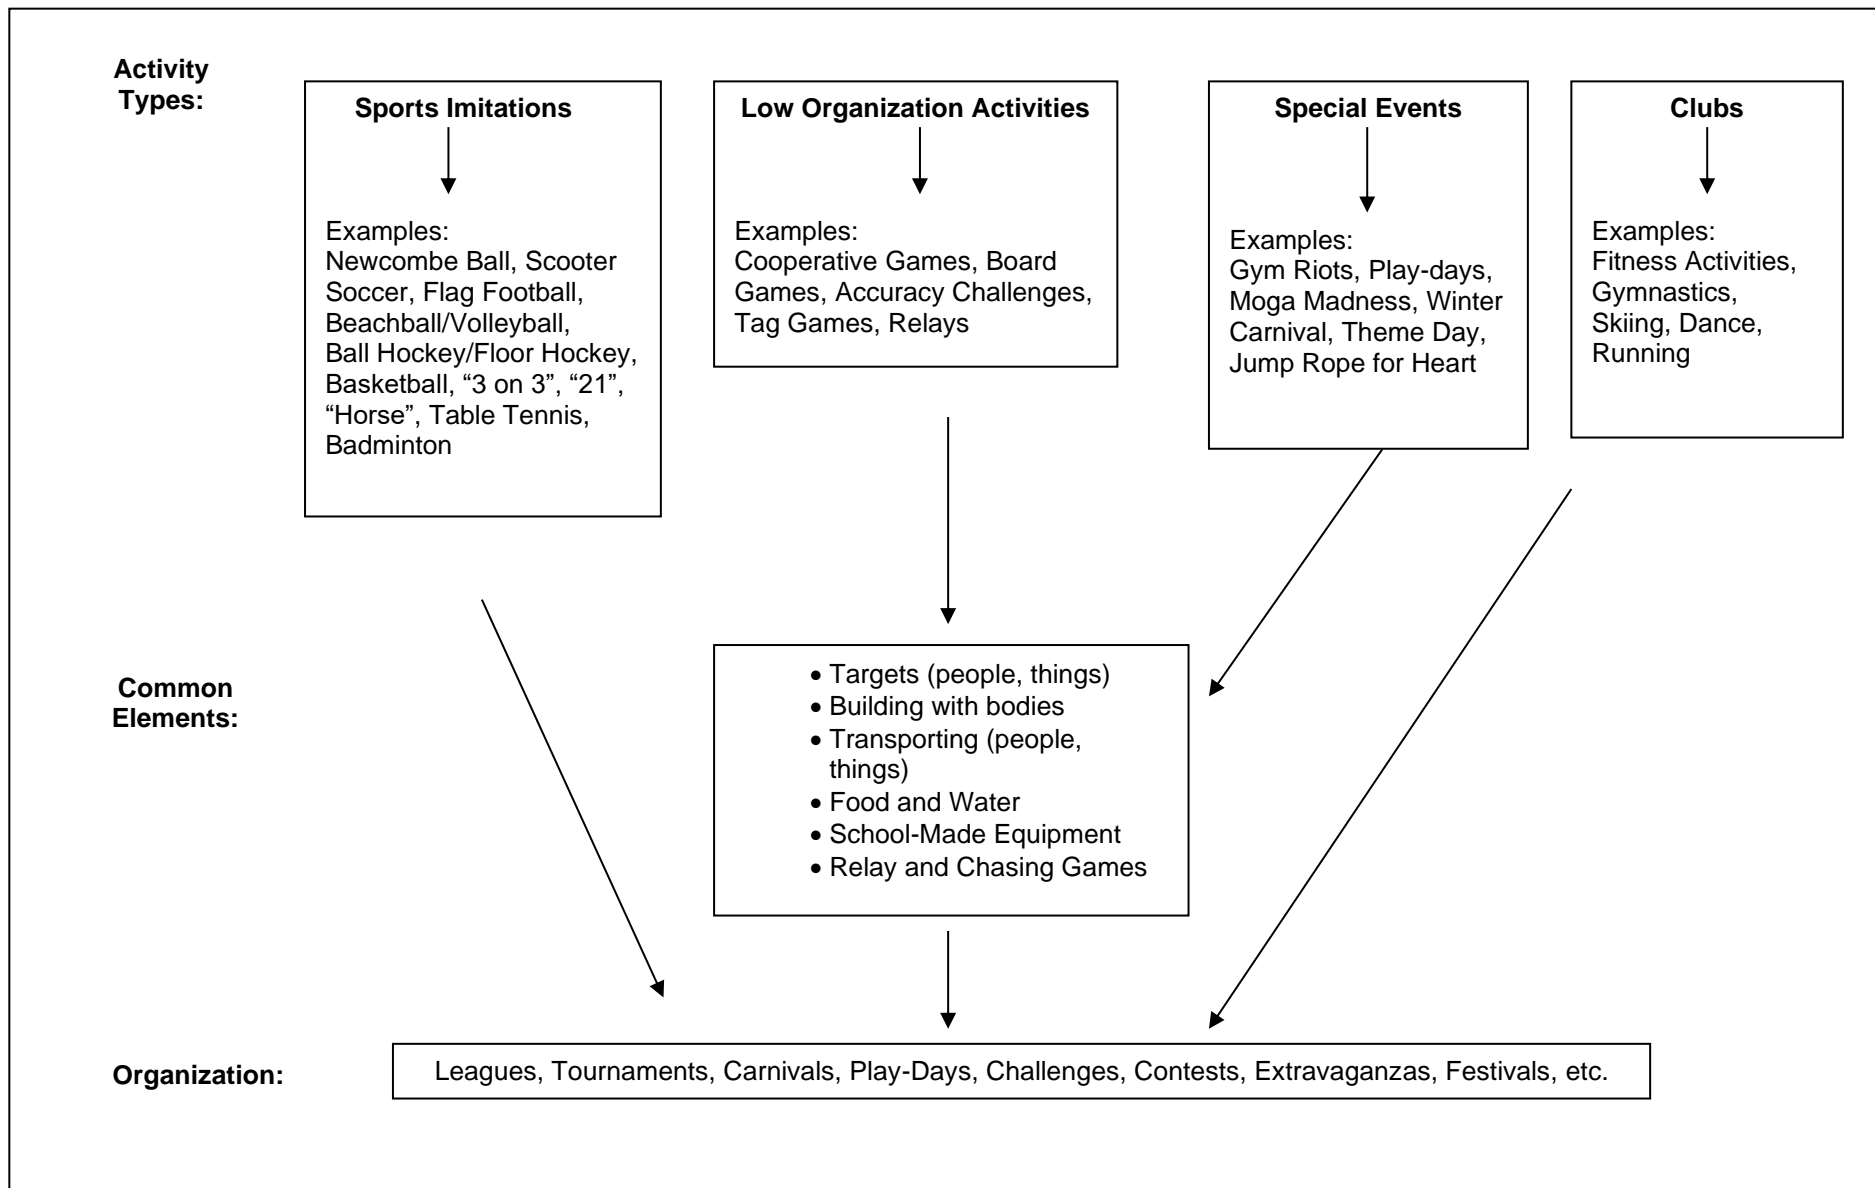 Activity
Types:
Sports Imitations
Examples:
Newcombe Ball, Scooter
Soccer, Flag Football,
Beachball/Volleyball,
Ball Hockey/Floor Hockey,
Basketball, “3 on 3”, “21”,
“Horse”, Table Tennis,
Badminton
Low Organization Activities
Examples:
Cooperative Games, Board
Games, Accuracy Challenges,
Tag Games, Relays
Special Events
Examples:
Gym Riots, Play-days,
Moga Madness, Winter
Carnival, Theme Day,
Jump Rope for Heart
Clubs
Examples:
Fitness Activities,
Gymnastics,
Skiing, Dance,
Running
Common
Elements:
• Targets (people, things)
• Building with bodies
• Transporting (people,
things)
• Food and Water
• School-Made Equipment
• Relay and Chasing Games
Organization:
Leagues, Tournaments, Carnivals, Play-Days, Challenges, Contests, Extravaganzas, Festivals, etc.